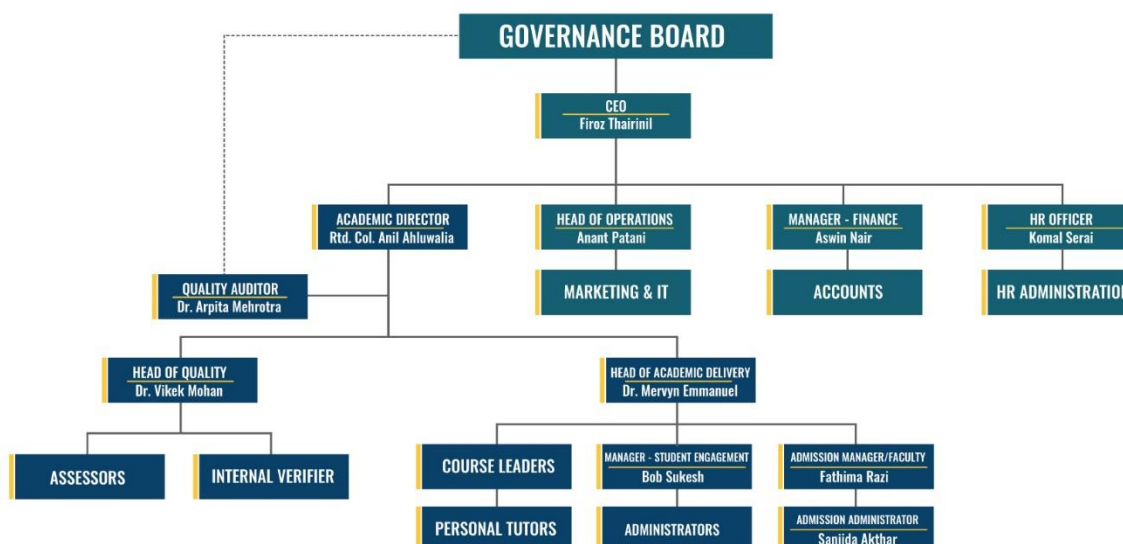 GOVERNANCE BOARD
CEO
Firoz Thairinil
ACADEMIC DIRECTOR
Rtd. Col. Anil Ahluwalia
HEAD OF OPERATIONS
Anant Patani
MANAGER - FINANCE
Aswin Nair
HR OFFICER
Komal Serai
QUALITY AUDITOR
Dr. Arpita Mehrotra
MARKETING & IT
ACCOUNTS
HR ADMINISTRATION
HEAD OF QUALITY
Dr. Vikek Mohan
HEAD OF ACADEMIC DELIVERY
Dr. Mervyn Emmanuel
ASSESSORS
INTERNAL VERIFIER
COURSE LEADERS
MANAGER - STUDENT ENGAGEMENT
Bob Sukesh
ADMISSION MANAGER/FACULTY
Fathima Razi
PERSONAL TUTORS
ADMINISTRATORS
ADMISSION ADMINISTRATOR
Sanjida Akthar